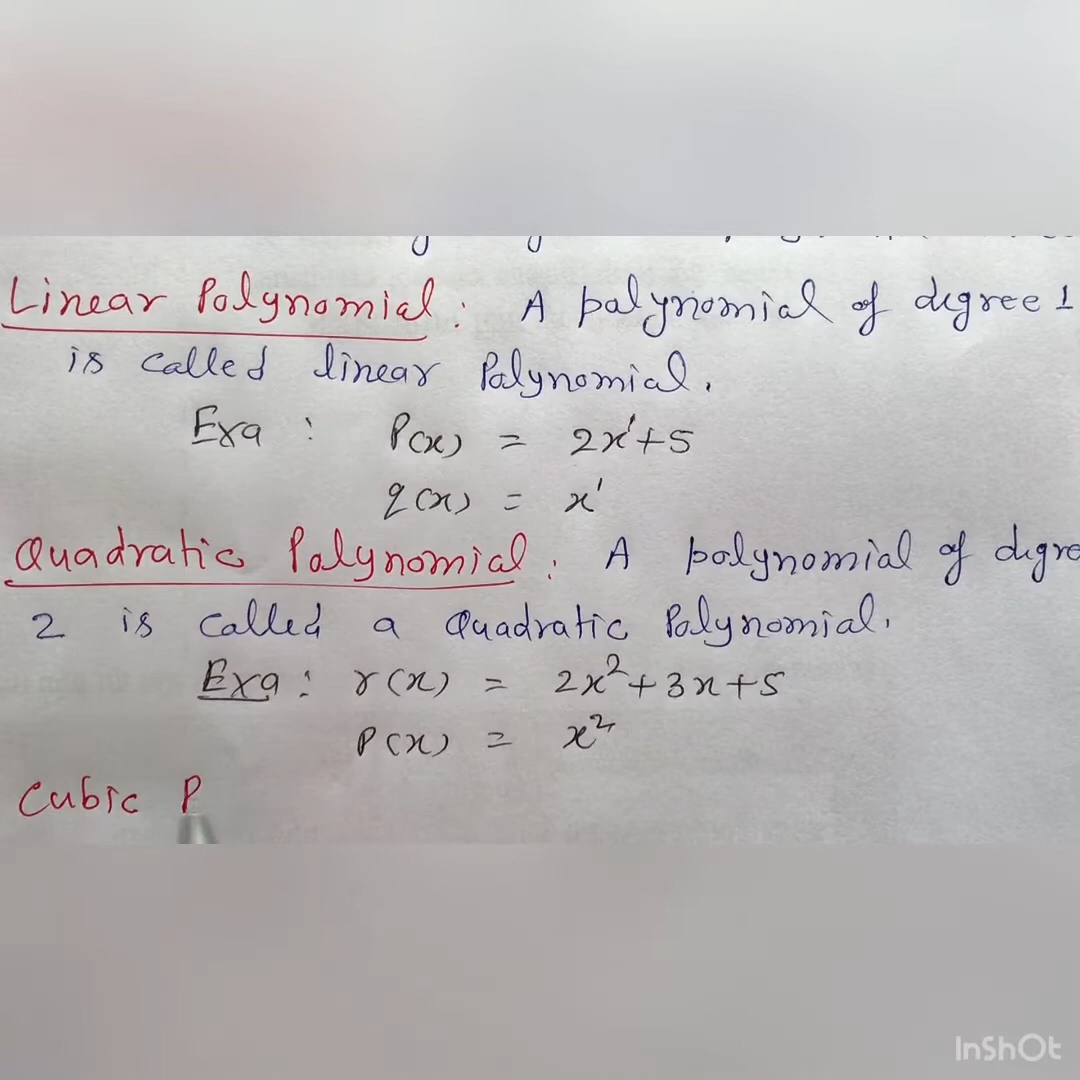 Linear Polynomial : A polynomial of degree 1
is called linear Polynomial.
Exa : P(x) = 2x¹+5
q(x) = x¹
Quadratic Polynomial : A polynomial of degre
2 is called a Quadratic Polynomial.
Exa : r(x) = 2x²+3x+5
P(x) = x²
Cubic P
InShOt